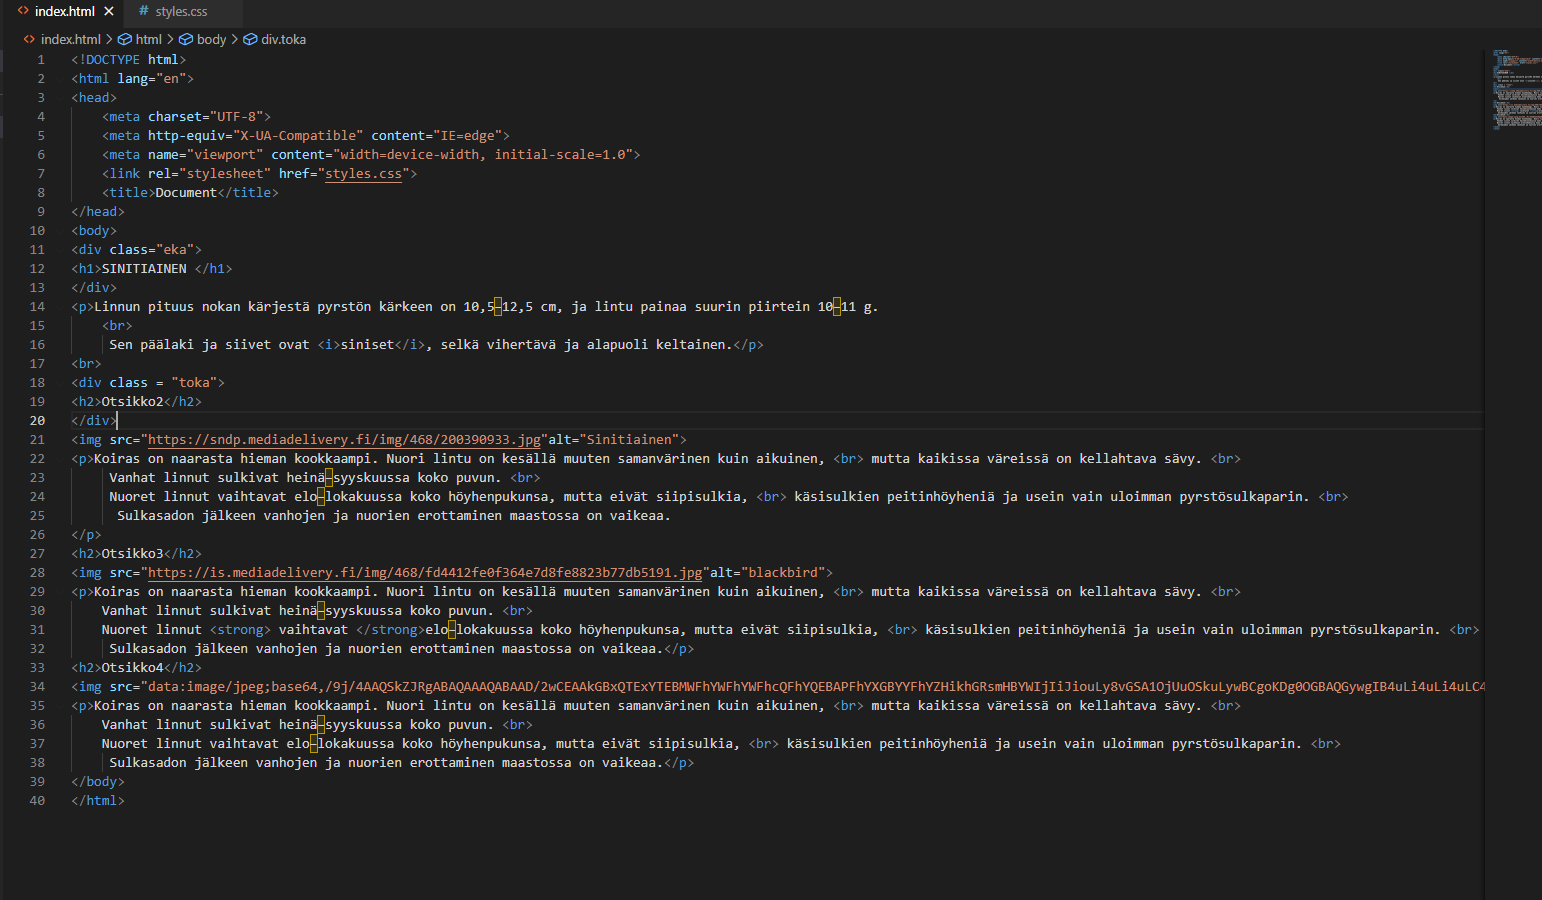 index.html
# styles.css
index.html > html > body > div.toka
1 <!DOCTYPE html>
2 <html lang="en">
3 <head>
4 <meta charset="UTF-8">
5 <meta http-equiv="X-UA-Compatible" content="IE=edge">
6 <meta name="viewport" content="width=device-width, initial-scale=1.0">
7 <link rel="stylesheet" href="styles.css">
8 <title>Document</title>
9 </head>
10 <body>
11 <div class="eka">
12 <h1>SINITIAINEN </h1>
13 </div>
14 <p>Linnun pituus nokan kärjestä pyrstön kärkeen on 10,5–12,5 cm, ja lintu painaa suurin piirtein 10–11 g.
15 <br>
16 Sen päälaki ja siivet ovat <i>siniset</i>, selkä vihertävä ja alapuoli keltainen.</p>
17 <br>
18 <div class = "toka">
19 <h2>Otsikko2</h2>
20 </div>
21 <img src="https://sndp.mediadelivery.fi/img/468/200390933.jpg"alt="Sinitiainen">
22 <p>Koiras on naarasta hieman kookkaampi. Nuori lintu on kesällä muuten samanvärinen kuin aikuinen, <br> mutta kaikissa väreissä on kellahtava sävy. <br>
23 Vanhat linnut sulkivat heinä–syyskuussa koko puvun. <br>
24 Nuoret linnut vaihtavat elo–lokakuussa koko höyhenpukunsa, mutta eivät siipisulkia, <br> käsisulkien peitinhöyheniä ja usein vain uloimman pyrstösulkaparin. <br>
25 Sulkasadon jälkeen vanhojen ja nuorien erottaminen maastossa on vaikeaa.
26 </p>
27 <h2>Otsikko3</h2>
28 <img src="https://is.mediadelivery.fi/img/468/fd4412fe0f364e7d8fe8823b77db5191.jpg"alt="blackbird">
29 <p>Koiras on naarasta hieman kookkaampi. Nuori lintu on kesällä muuten samanvärinen kuin aikuinen, <br> mutta kaikissa väreissä on kellahtava sävy. <br>
30 Vanhat linnut sulkivat heinä–syyskuussa koko puvun. <br>
31 Nuoret linnut <strong> vaihtavat </strong>elo–lokakuussa koko höyhenpukunsa, mutta eivät siipisulkia, <br> käsisulkien peitinhöyheniä ja usein vain uloimman pyrstösulkaparin. <br>
32 Sulkasadon jälkeen vanhojen ja nuorien erottaminen maastossa on vaikeaa.</p>
33 <h2>Otsikko4</h2>
34 <img src="data:image/jpeg;base64,/9j/4AAQSkZJRgABAQAAAQABAAD/2wCEAAkGBxQTExYTEBMWFhYWFhYWFhcQFhYQEBAPFhYXGBYYFhYZHikhGRsmHBYWIjIiJiouLy8vGSA1OjUuOSkuLywBCgoKDg0OGBAQGywgIB4uLi4uLi4uLC4
35 <p>Koiras on naarasta hieman kookkaampi. Nuori lintu on kesällä muuten samanvärinen kuin aikuinen, <br> mutta kaikissa väreissä on kellahtava sävy. <br>
36 Vanhat linnut sulkivat heinä–syyskuussa koko puvun. <br>
37 Nuoret linnut vaihtavat elo–lokakuussa koko höyhenpukunsa, mutta eivät siipisulkia, <br> käsisulkien peitinhöyheniä ja usein vain uloimman pyrstösulkaparin. <br>
38 Sulkasadon jälkeen vanhojen ja nuorien erottaminen maastossa on vaikeaa.</p>
39 </body>
40 </html>